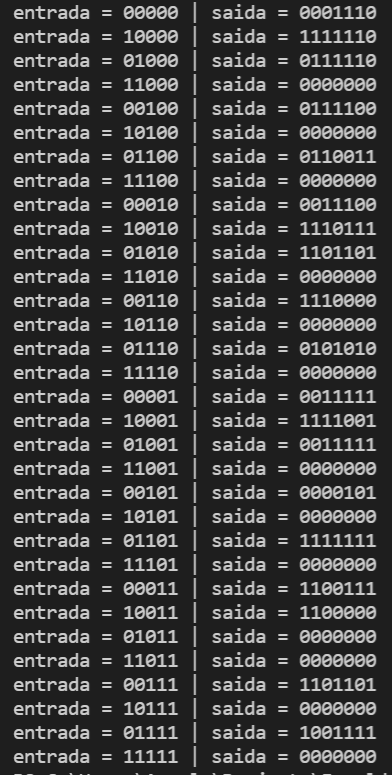 entrada = 00000 | saida = 0001110
entrada = 10000 | saida = 1111110
entrada = 01000 | saida = 0111110
entrada = 11000 | saida = 0000000
entrada = 00100 | saida = 0111100
entrada = 10100 | saida = 0000000
entrada = 01100 | saida = 0110011
entrada = 11100 | saida = 0000000
entrada = 00010 | saida = 0011100
entrada = 10010 | saida = 1110111
entrada = 01010 | saida = 1101101
entrada = 11010 | saida = 0000000
entrada = 00110 | saida = 1110000
entrada = 10110 | saida = 0000000
entrada = 01110 | saida = 0101010
entrada = 11110 | saida = 0000000
entrada = 00001 | saida = 0011111
entrada = 10001 | saida = 1111001
entrada = 01001 | saida = 0011111
entrada = 11001 | saida = 0000000
entrada = 00101 | saida = 0000101
entrada = 10101 | saida = 0000000
entrada = 01101 | saida = 1111111
entrada = 11101 | saida = 0000000
entrada = 00011 | saida = 1100111
entrada = 10011 | saida = 1100000
entrada = 01011 | saida = 0000000
entrada = 11011 | saida = 0000000
entrada = 00111 | saida = 1101101
entrada = 10111 | saida = 0000000
entrada = 01111 | saida = 1001111
entrada = 11111 | saida = 0000000